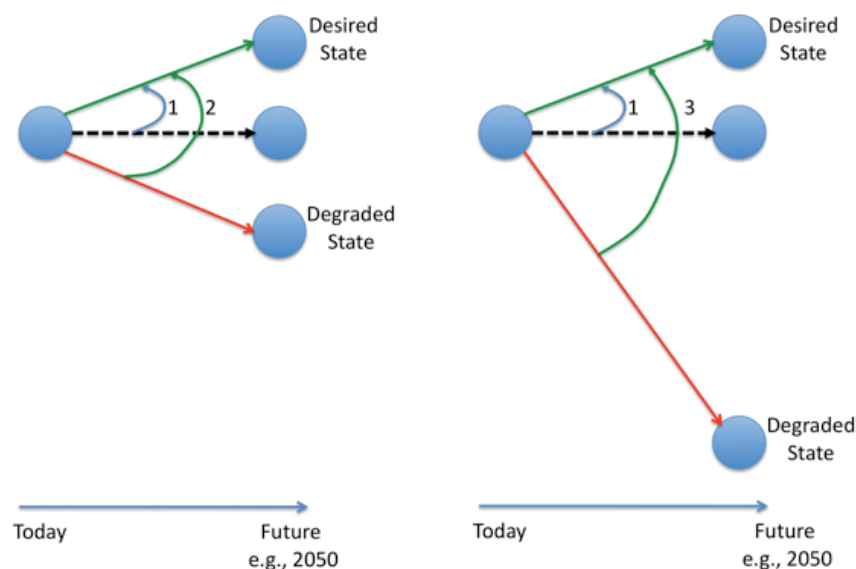 Desired
State
1
2
Degraded
State
Today
Future
e.g., 2050
Desired
State
1
3
Degraded
State
Today
Future
e.g., 2050